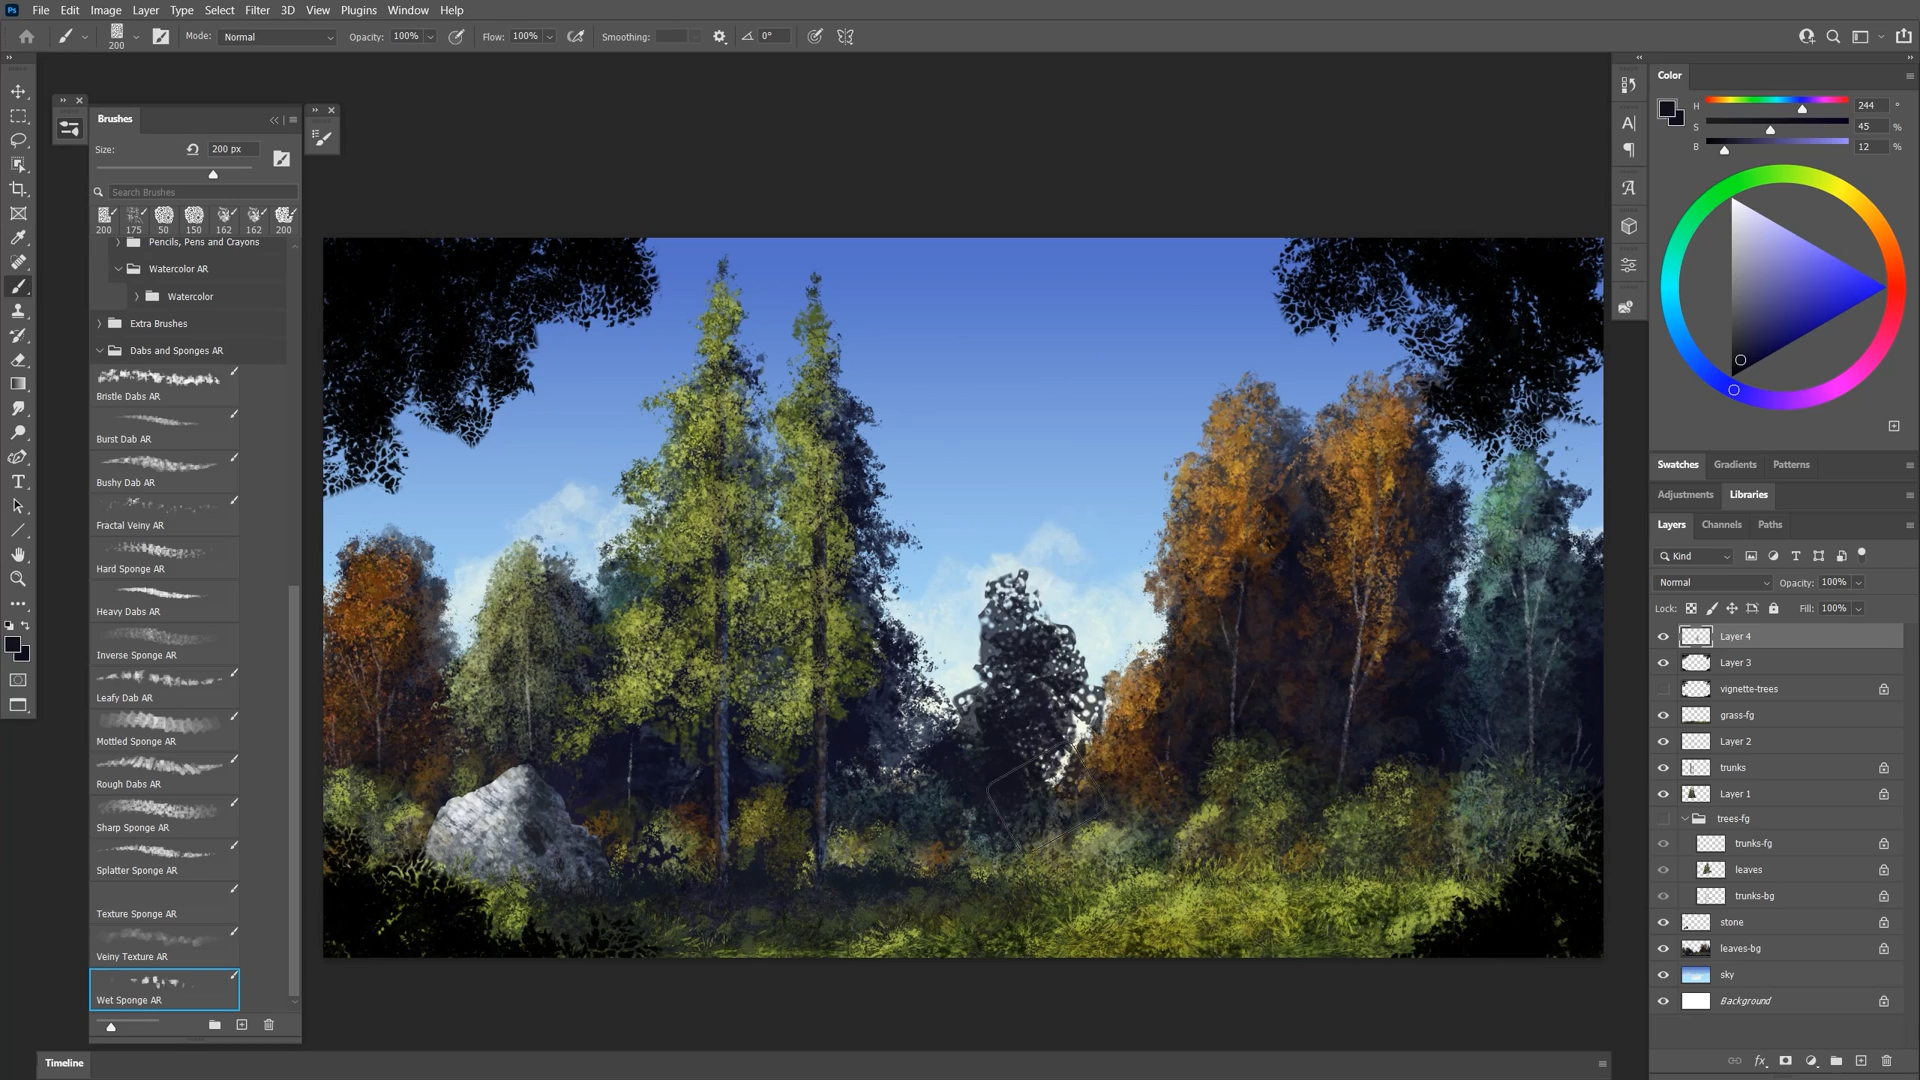 Ps File Edit Image Layer Type Select Filter 3D View Plugins Window Help
200 Mode: Normal Opacity: 100% Flow: 100% Smoothing: 0°
Brushes
Size: 200 px
Search Brushes
200 175 50 150 162 162 200
Pencils, Pens and Crayons
Watercolor AR
Watercolor
Extra Brushes
Dabs and Sponges AR
Bristle Dabs AR
Burst Dab AR
Bushy Dab AR
Fractal Veiny AR
Hard Sponge AR
Heavy Dabs AR
Inverse Sponge AR
Leafy Dab AR
Mottled Sponge AR
Rough Dabs AR
Sharp Sponge AR
Splatter Sponge AR
Texture Sponge AR
Veiny Texture AR
Wet Sponge AR
Timeline
Color
H 244 °
S 45 %
B 12 %
Swatches Gradients Patterns
Adjustments Libraries
Layers Channels Paths
Kind
Normal Opacity: 100%
Lock: Fill: 100%
Layer 4
Layer 3
vignette-trees
grass-fg
Layer 2
trunks
Layer 1
trees-fg
trunks-fg
leaves
trunks-bg
stone
leaves-bg
sky
Background
fx